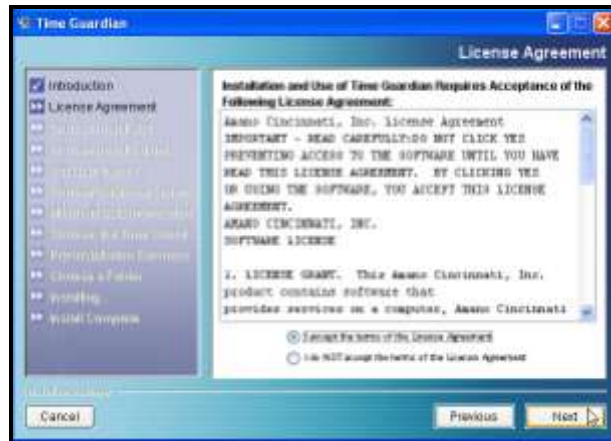 Time Guardian
License Agreement
Introduction
License Agreement
Choose a Folder
Installing...
Install Complete
Installation and Use of Time Guardian Requires Acceptance of the
Following License Agreement:
Amano Cincinnati, Inc. License Agreement
IMPORTANT - READ CAREFULLY:DO NOT CLICK YES
PREVENTING ACCESS TO THE SOFTWARE UNTIL YOU HAVE
READ THIS LICENSE AGREEMENT. BY CLICKING YES
OR USING THE SOFTWARE, YOU ACCEPT THIS LICENSE
AGREEMENT.
AMANO CINCINNATI, INC.
SOFTWARE LICENSE
1. LICENSE GRANT. This Amano Cincinnati, Inc.
product contains software that
provides services on a computer, Amano Cincinnati
I accept the terms of the License Agreement
I do NOT accept the terms of the License Agreement
Cancel
Previous
Next